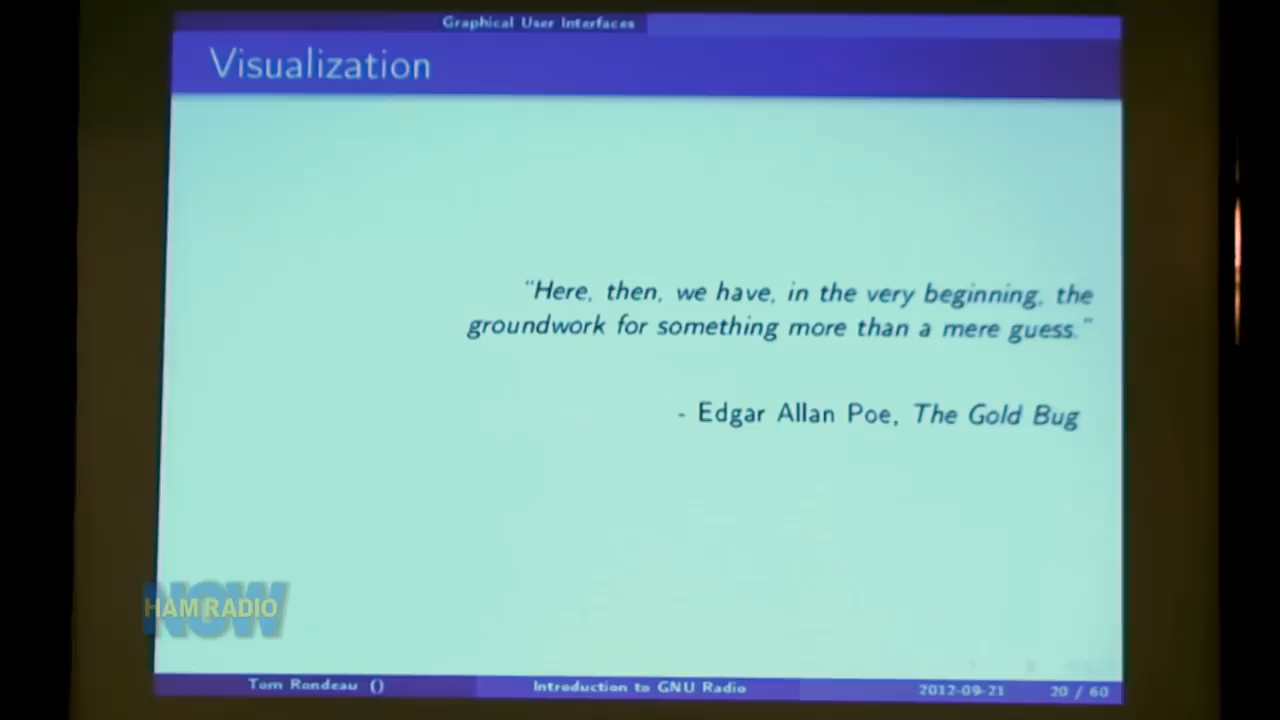 Graphical User Interfaces
Visualization
"Here, then, we have, in the very beginning, the
groundwork for something more than a mere guess."
- Edgar Allan Poe, The Gold Bug
NOW
HAM RADIO
Tom Rondeau () Introduction to GNU Radio 2012-09-21 20 / 60